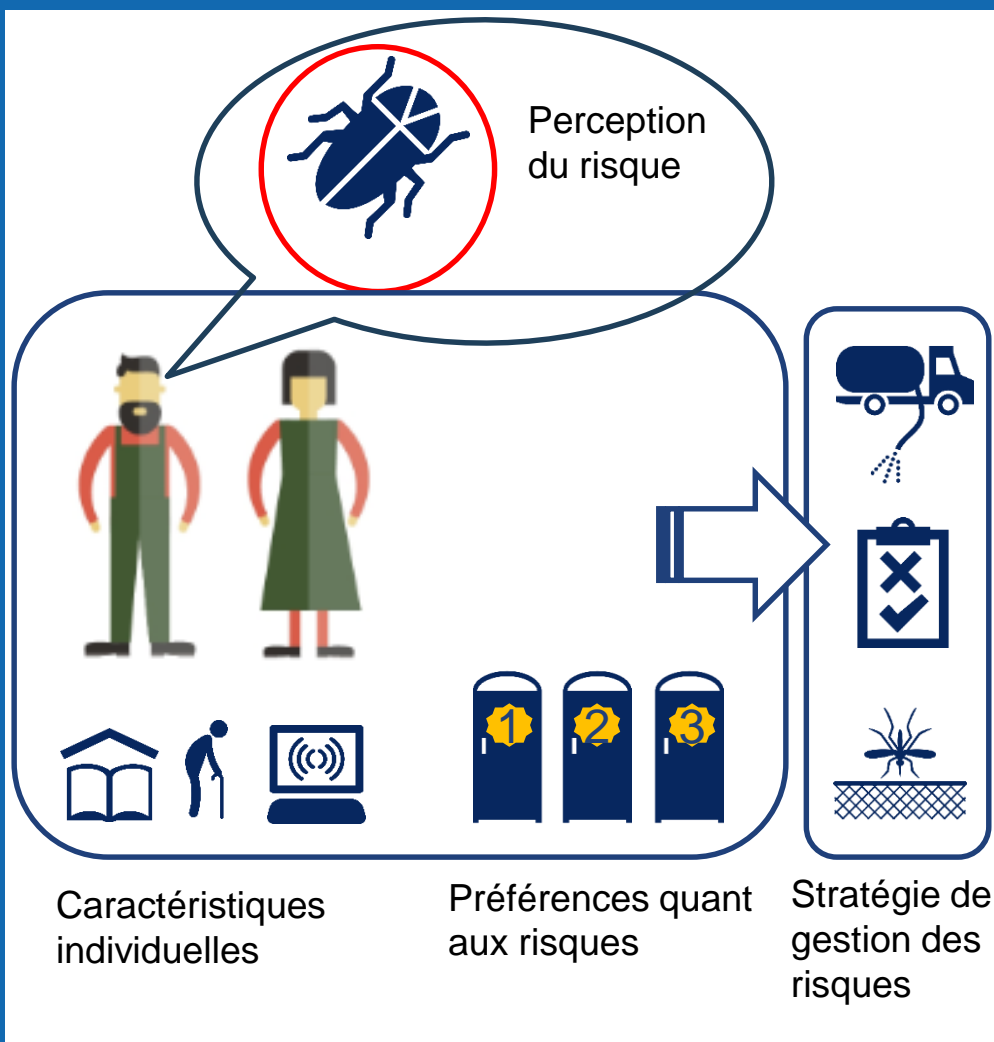 Perception
du risque
1 2 3
Caractéristiques
individuelles
Préférences quant
aux risques
Stratégie de
gestion des
risques